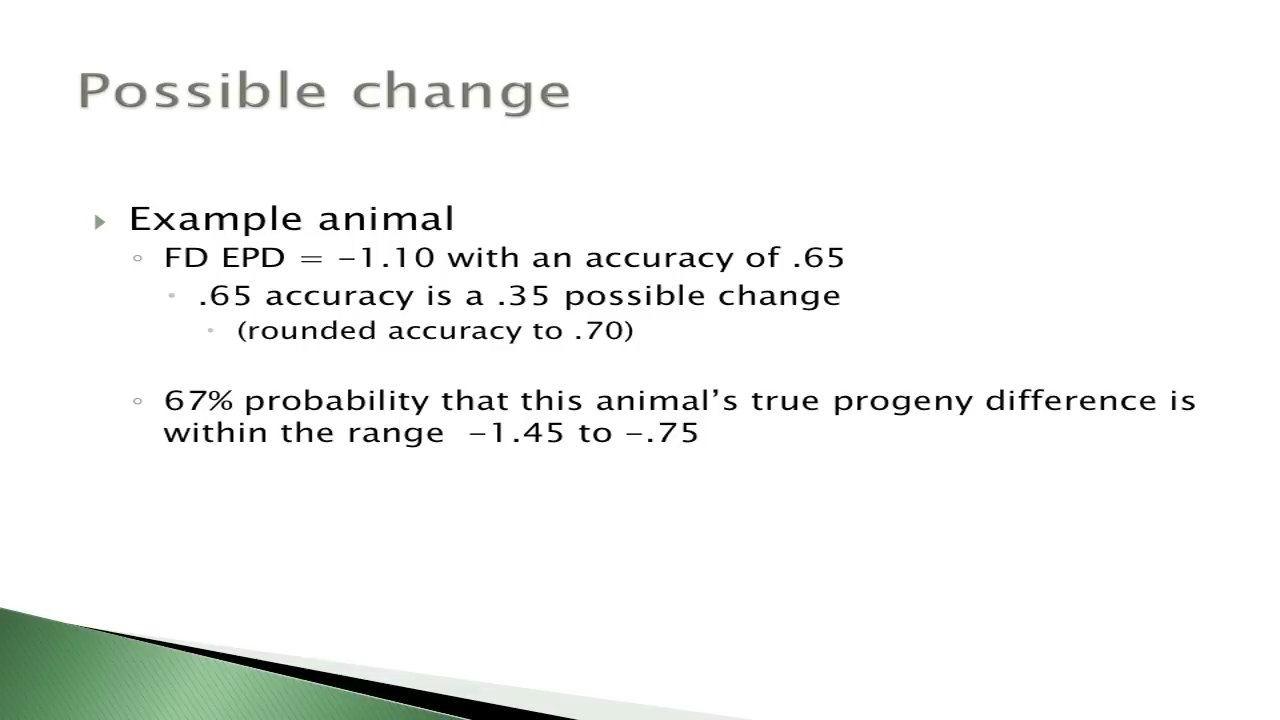 Possible change
Example animal
FD EPD = –1.10 with an accuracy of .65
.65 accuracy is a .35 possible change
(rounded accuracy to .70)
67% probability that this animal’s true progeny difference is
within the range –1.45 to –.75